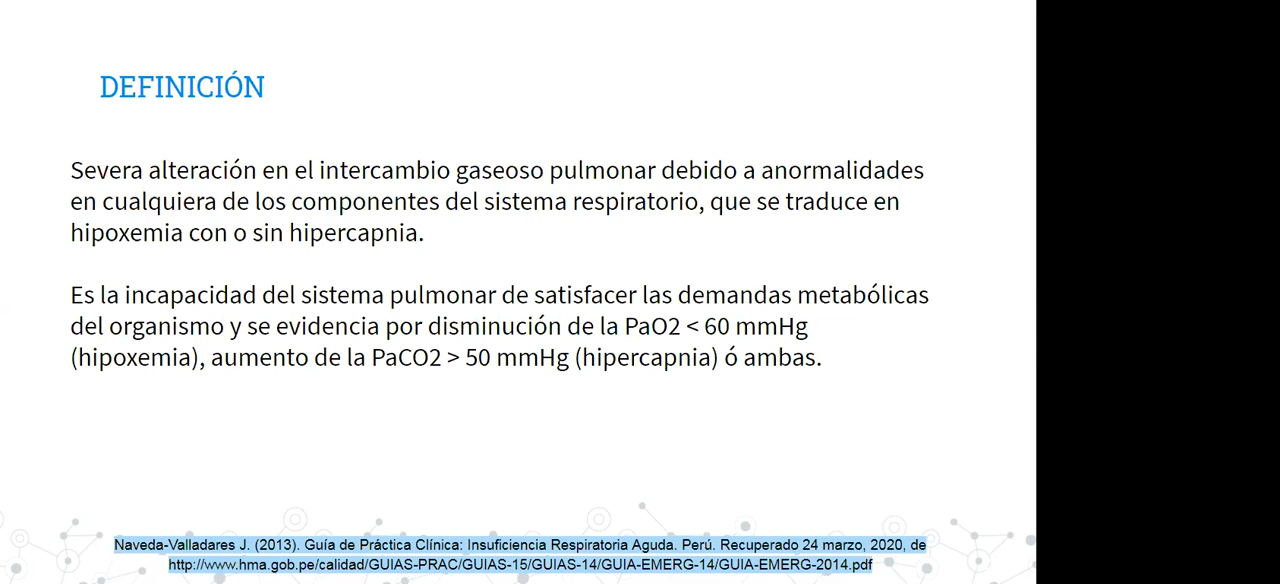 DEFINICIÓN
Severa alteración en el intercambio gaseoso pulmonar debido a anormalidades
en cualquiera de los componentes del sistema respiratorio, que se traduce en
hipoxemia con o sin hipercapnia.
Es la incapacidad del sistema pulmonar de satisfacer las demandas metabólicas
del organismo y se evidencia por disminución de la PaO2 < 60 mmHg
(hipoxemia), aumento de la PaCO2 > 50 mmHg (hipercapnia) ó ambas.
Naveda-Valladares J. (2013). Guía de Práctica Clínica: Insuficiencia Respiratoria Aguda. Perú. Recuperado 24 marzo, 2020, de
http://www.hma.gob.pe/calidad/GUIAS-PRAC/GUIAS-15/GUIAS-14/GUIA-EMERG-14/GUIA-EMERG-2014.pdf